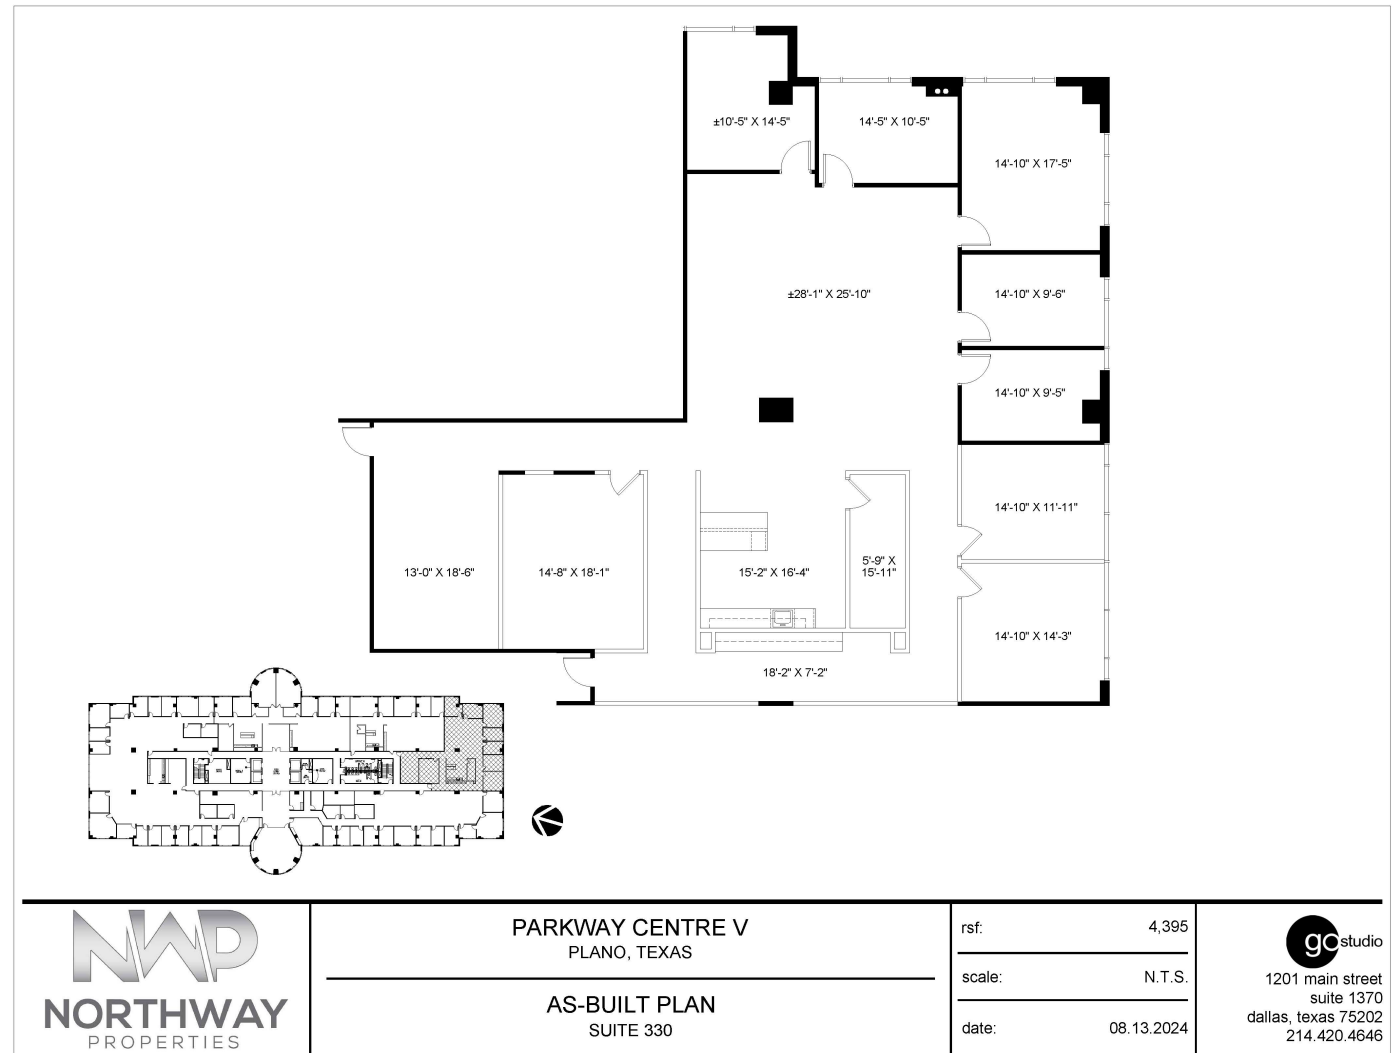 ±10'-5" X 14'-5"
14'-5" X 10'-5"
14'-10" X 17'-5"
±28'-1" X 25'-10"
14'-10" X 9'-6"
14'-10" X 9'-5"
14'-10" X 11'-11"
13'-0" X 18'-6"
14'-8" X 18'-1"
15'-2" X 16'-4"
5'-9" X
15'-11"
14'-10" X 14'-3"
18'-2" X 7'-2"
NWP
NORTHWAY
PROPERTIES
PARKWAY CENTRE V
PLANO, TEXAS
AS-BUILT PLAN
SUITE 330
rsf: 4,395
scale: N.T.S.
date: 08.13.2024
go studio
1201 main street
suite 1370
dallas, texas 75202
214.420.4646